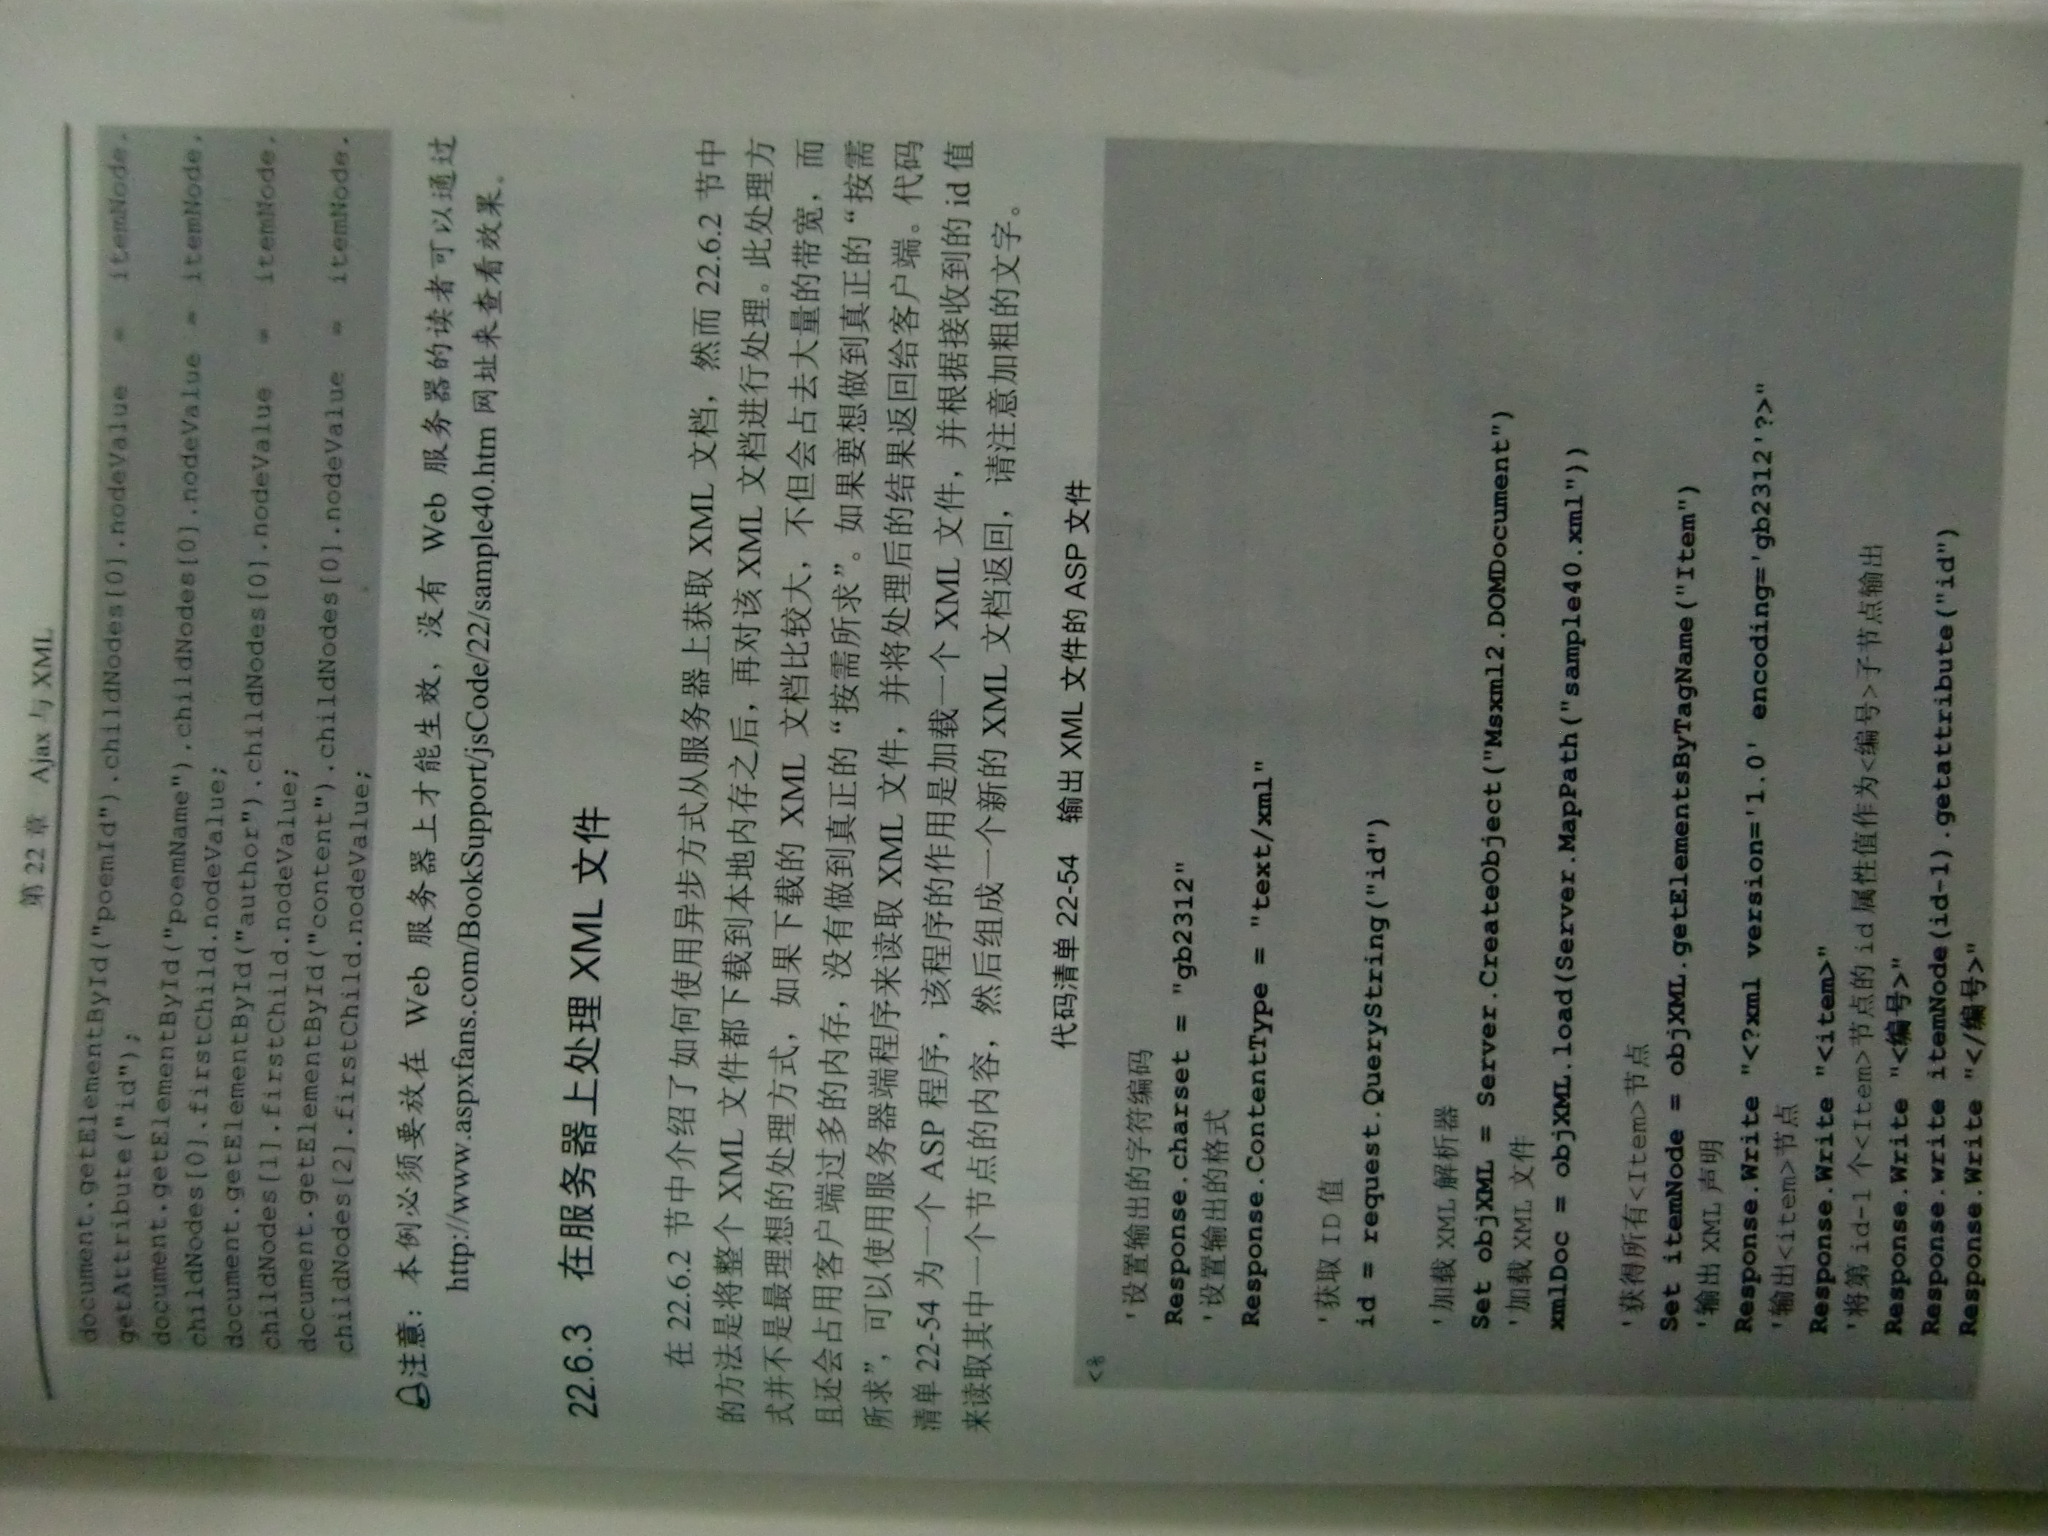 第 22 章 Ajax 与 XML
document.getElementById("poemId").childNodes[0].nodeValue = itemNode.
getAttribute("id");
document.getElementById("poemName").childNodes[0].nodeValue = itemNode.
childNodes[0].firstChild.nodeValue;
document.getElementById("author").childNodes[0].nodeValue = itemNode.
childNodes[1].firstChild.nodeValue;
document.getElementById("content").childNodes[0].nodeValue = itemNode.
childNodes[2].firstChild.nodeValue;
注意：本例必须要放在 Web 服务器上才能生效，没有 Web 服务器的读者可以通过
http://www.aspxfans.com/BookSupport/jsCode/22/sample40.htm 网址来查看效果。
22.6.3 在服务器上处理 XML 文件
在 22.6.2 节中介绍了如何使用异步方式从服务器上获取 XML 文档，然而 22.6.2 节中
的方法是将整个 XML 文件都下载到本地内存之后，再对该 XML 文档进行处理。此处理方
式并不是最理想的处理方式，如果下载的 XML 文档比较大，不但会占去大量的带宽，而
且还会占用客户端过多的内存，没有做到真正的“按需所求”。如果要想做到真正的“按需
所求”，可以使用服务器端程序来读取 XML 文件，并将处理后的结果返回给客户端。代码
清单 22-54 为一个 ASP 程序，该程序的作用是加载一个 XML 文件，并根据接收到的 id 值
来读取其中一个节点的内容，然后组成一个新的 XML 文档返回，请注意加粗的文字。
代码清单 22-54 输出 XML 文件的 ASP 文件
<%
'设置输出的字符编码
Response.charset = "gb2312"
'设置输出的格式
Response.ContentType = "text/xml"
'获取 ID 值
id = request.QueryString("id")
'加载 XML 解析器
Set objXML = Server.CreateObject("Msxml2.DOMDocument")
'加载 XML 文件
xmlDoc = objXML.load(Server.MapPath("sample40.xml"))
'获得所有<Item>节点
Set itemNode = objXML.getElementsByTagName("Item")
'输出 XML 声明
Response.Write "<?xml version='1.0' encoding='gb2312'?>"
'输出<item>节点
Response.Write "<item>"
'将第 id-1 个<Item>节点的 id 属性值作为<编号>子节点输出
Response.Write "<编号>"
Response.write itemNode(id-1).getattribute("id")
Response.Write "</编号>"